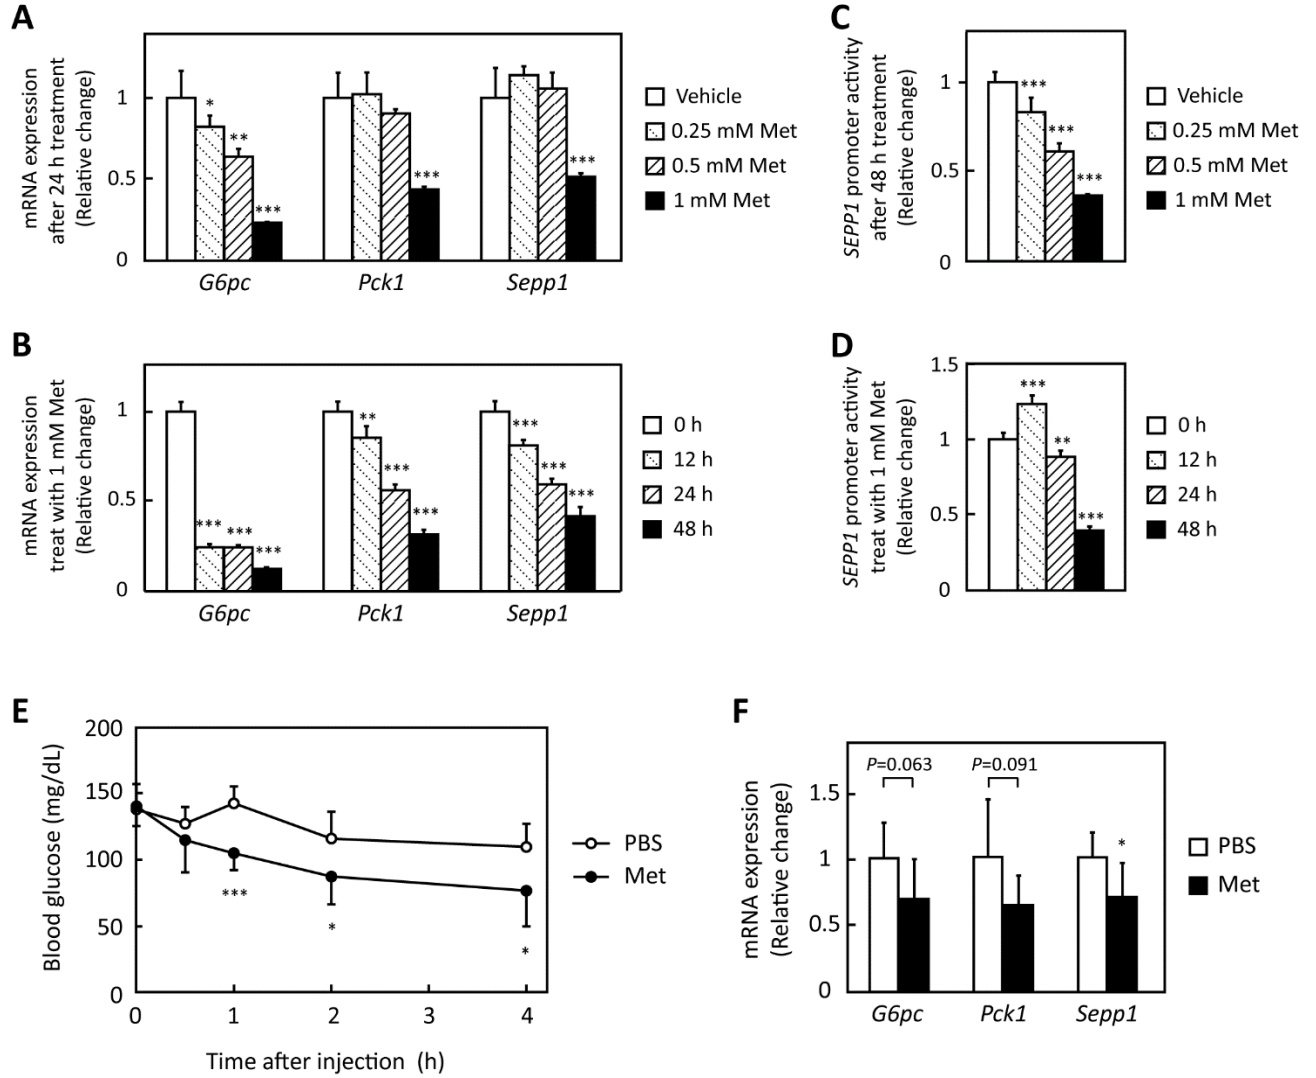 A
mRNA expression
after 24 h treatment
(Relative change)
1
0.5
0
*
**
***
***
***
G6pc
Pck1
Sepp1
Vehicle
0.25 mM Met
0.5 mM Met
1 mM Met
C
SEPP1 promoter activity
after 48 h treatment
(Relative change)
1
0.5
0
***
***
***
Vehicle
0.25 mM Met
0.5 mM Met
1 mM Met
B
mRNA expression
treat with 1 mM Met
(Relative change)
1
0.5
0
***
***
***
**
***
***
***
***
***
G6pc
Pck1
Sepp1
0 h
12 h
24 h
48 h
D
SEPP1 promoter activity
treat with 1 mM Met
(Relative change)
1.5
1
0.5
0
***
**
***
0 h
12 h
24 h
48 h
E
Blood glucose (mg/dL)
200
150
100
50
0
***
*
*
0 1 2 3 4
Time after injection (h)
PBS
Met
F
mRNA expression
(Relative change)
1.5
1
0.5
0
P=0.063
P=0.091
*
G6pc
Pck1
Sepp1
PBS
Met